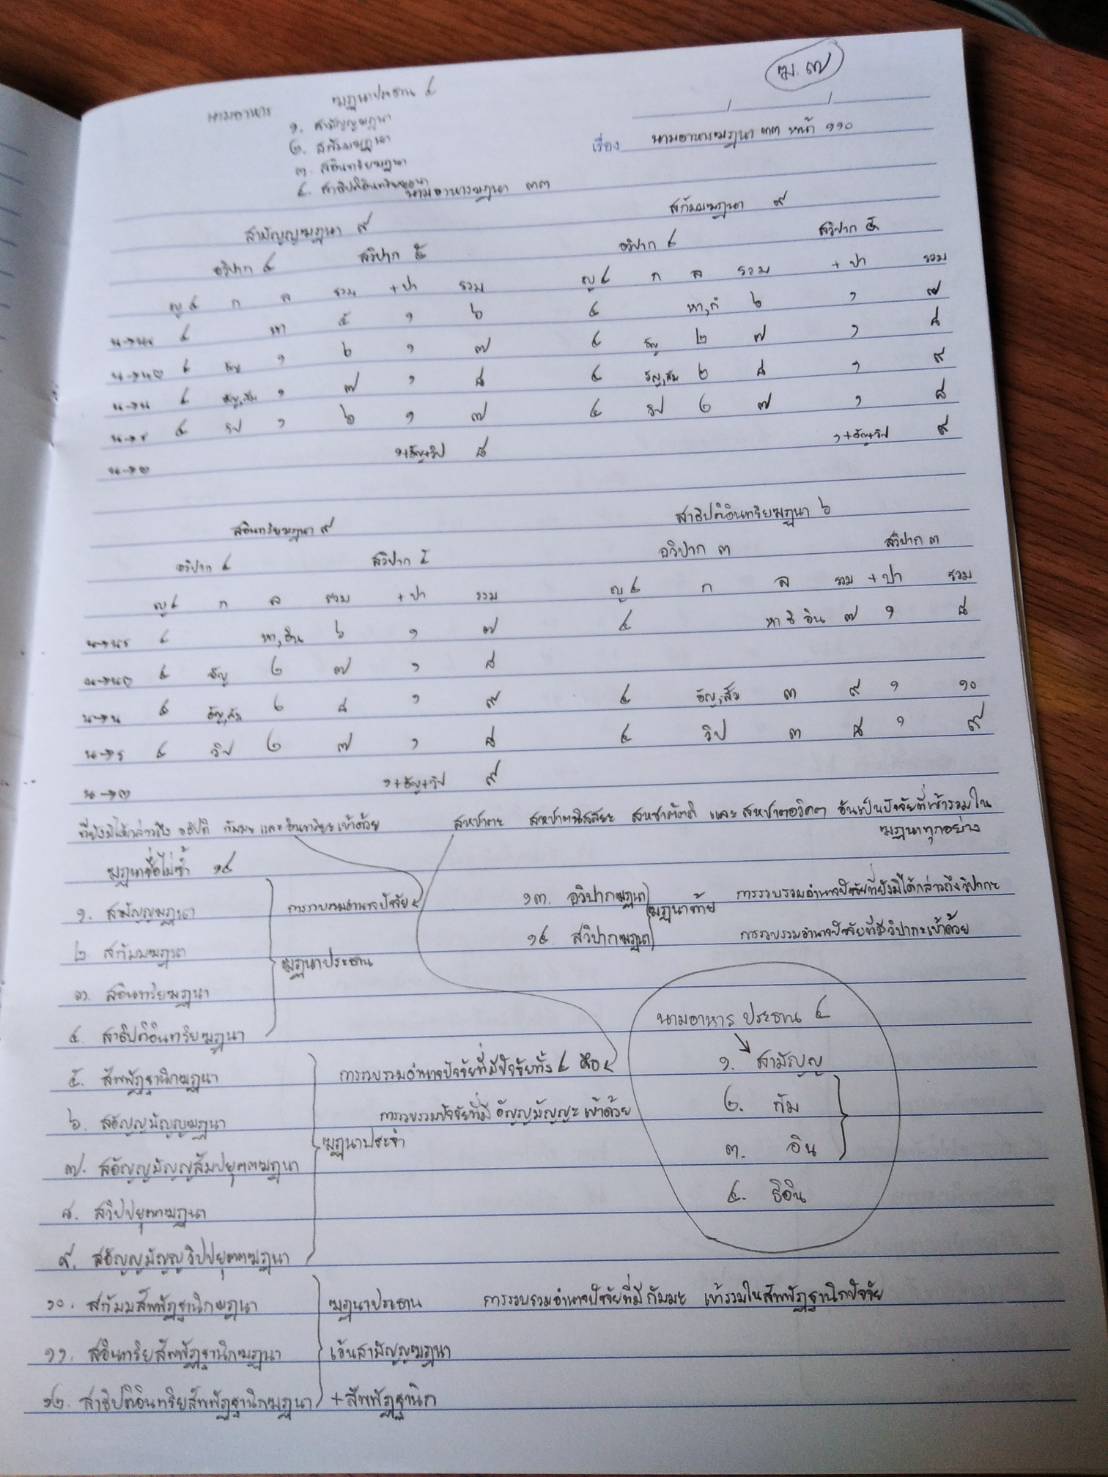 ฆ.๗
นามอาหาร ฆฏนาประธาน ๔
๑. สามัญญฆฏนา
๒. สกัมมฆฏนา
๓. สอินทริยฆฏนา
๔. สาธิปติอินทริยฆฏนา
เรื่อง นามอาหารฆฏนา ๓๓ หน้า ๑๑๐
นามอาหารฆฏนา ๓๓
สามัญญฆฏนา ๙ สกัมมฆฏนา ๙
อวิปาก ๔ สวิปาก ๕ อวิปาก ๔ สวิปาก ๕
ญ ๔ ก ล รวม +ปา รวม ญ ๔ ก ล รวม +ปา รวม
น→นร ๔ หา ๕ ๑ ๖ ๔ หา,กํ ๖ ๑ ๗
๔ อัญ ๑ ๖ ๑ ๗ ๔ อัญ ๒ ๗ ๑ ๘
น→น ๔ อัญ,สัม ๑ ๗ ๑ ๘ ๔ อัญ,สัม ๒ ๘ ๑ ๙
น→ร ๔ วิป ๑ ๖ ๑ ๗ ๔ วิป ๒ ๗ ๑ ๘
๑+อัญ+วิป ๘ ๑+อัญ+วิป ๙
สอินทริยฆฏนา ๙ สาธิปติอินทริยฆฏนา ๖
อวิปาก ๔ สวิปาก ๕ อวิปาก ๓ สวิปาก ๓
ญ ๔ ก ล รวม +ปา รวม ญ ๔ ก ล รวม +ปา รวม
น→นร ๔ หา,อิน ๖ ๑ ๗ ๔ หา ธิ อิน ๗ ๑ ๘
๔ อัญ ๒ ๗ ๑ ๘
น→น ๔ อัญ,สัม ๒ ๘ ๑ ๙ ๔ อัญ,สัม ๓ ๙ ๑ ๑๐
น→ร ๔ วิป ๒ ๗ ๑ ๘ ๔ วิป ๓ ๘ ๑ ๙
๑+อัญ+วิป ๙
ที่ยังมิได้กล่าวถึง อธิปติ กัมมะ และอินทริยะเข้าด้วย สหชาตะ สหชาตนิสสยะ สหชาตัตถิ และ สหชาตอวิคตะ อันเป็นปัจจัยที่เข้ารวมใน
ฆฏนาทุกอย่าง
ฆฏนาชื่อไม่ซ้ำ ๑๔
๑. สามัญญฆฏนา การรวบรวมอำนาจปัจจัย ๑๓. อวิปากฆฏนา ฆฏนาท้าย การรวบรวมอำนาจปัจจัยที่ยังมิได้กล่าวถึงวิปากะ
๒. สกัมมฆฏนา ฆฏนาประธาน ๑๔ สวิปากฆฏนา การรวบรวมอำนาจปัจจัยที่มีวิปากะเข้าด้วย
๓. สอินทริยฆฏนา
๔. สาธิปติอินทริยฆฏนา
นามอาหาร ประธาน ๔
๑. สามัญญ
๒. กัม
๓. อิน
๔. ธิอิน
๕. สัพพัฏฐานิกฆฏนา การรวบรวมอำนาจปัจจัยที่มีปัจจัยทั้ง ๔ คือ
๖. สอัญญมัญญฆฏนา การรวบรวมปัจจัยที่มี อัญญมัญญะ เข้าด้วย
ฆฏนาประจำ
๗. สอัญญมัญญสัมปยุตตฆฏนา
๘. สวิปปยุตตฆฏนา
๙. สอัญญมัญญวิปปยุตตฆฏนา
๑๐. สกัมมสัพพัฏฐานิกฆฏนา ฆฏนาประธาน การรวบรวมอำนาจปัจจัยที่มี กัมมะ เข้ารวมในสัพพัฏฐานิกปัจจัย
๑๑. สอินทริยสัพพัฏฐานิกฆฏนา เว้นสามัญญฆฏนา
๑๒. สาธิปติอินทริยสัพพัฏฐานิกฆฏนา +สัพพัฏฐานิก